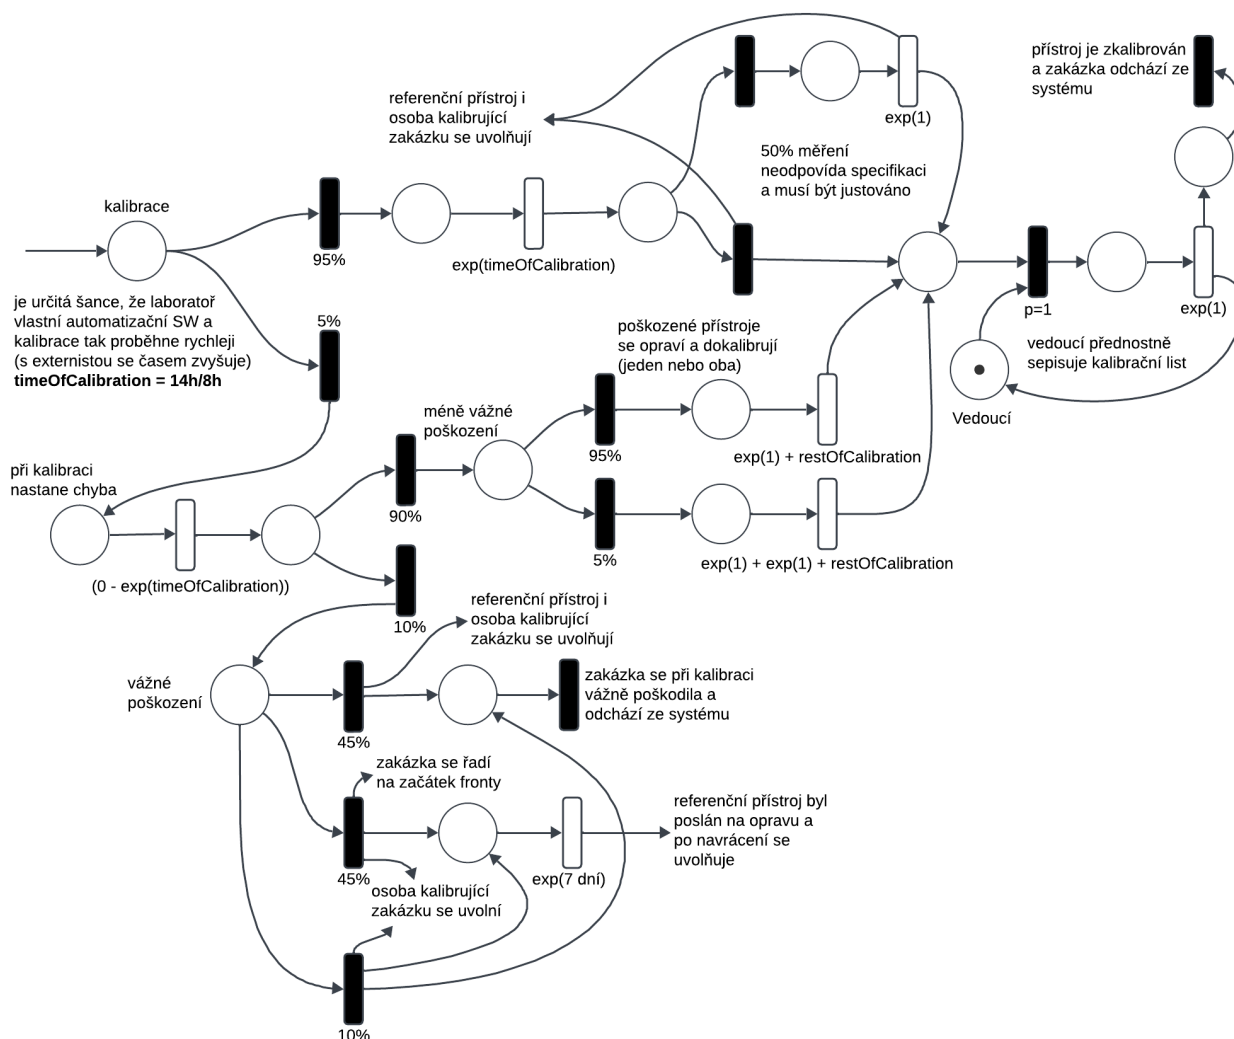 přístroj je zkalibrován
a zakázka odchází ze
systému
referenční přístroj i
osoba kalibrující
zakázku se uvolňují
exp(1)
50% měření
neodpovída specifikaci
a musí být justováno
kalibrace
95%
exp(timeOfCalibration)
je určitá šance, že laboratoř
vlastní automatizační SW a
kalibrace tak proběhne rychleji
(s externistou se časem zvyšuje)
timeOfCalibration = 14h/8h
5%
p=1
exp(1)
vedoucí přednostně
sepisuje kalibrační list
Vedoucí
poškozené přístroje
se opraví a dokalibrují
(jeden nebo oba)
méně vážné
poškození
95%
exp(1) + restOfCalibration
při kalibraci
nastane chyba
90%
5%
exp(1) + exp(1) + restOfCalibration
(0 - exp(timeOfCalibration))
10%
referenční přístroj i
osoba kalibrující
zakázku se uvolňují
vážné
poškození
45%
zakázka se při kalibraci
vážně poškodila a
odchází ze systému
zakázka se řadí
na začátek fronty
45%
exp(7 dní)
referenční přístroj byl
poslán na opravu a
po navrácení se
uvolňuje
osoba kalibrující
zakázku se uvolní
10%